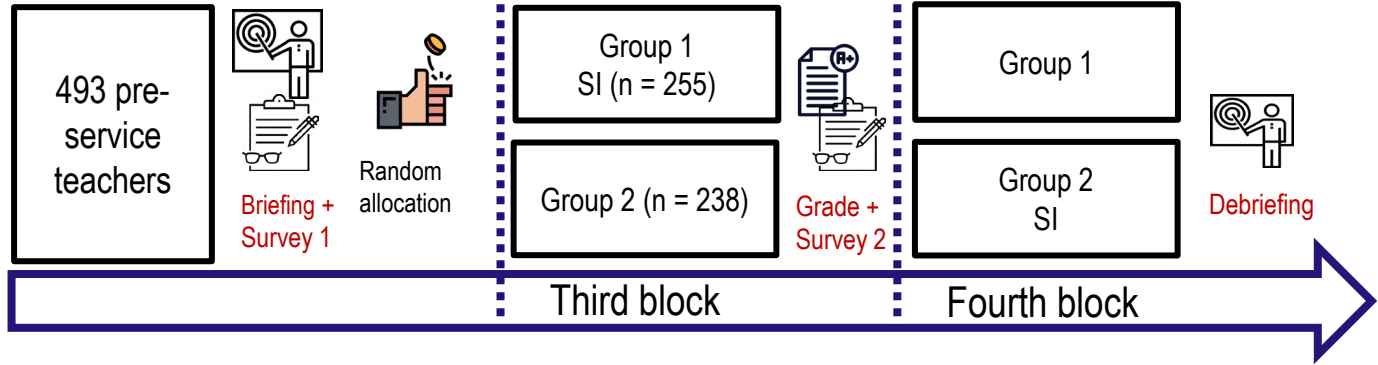 493 pre-
service
teachers
Briefing +
Survey 1
Random
allocation
Group 1
SI (n = 255)
Group 2 (n = 238)
A+
Grade +
Survey 2
Group 1
Group 2
SI
Debriefing
Third block
Fourth block